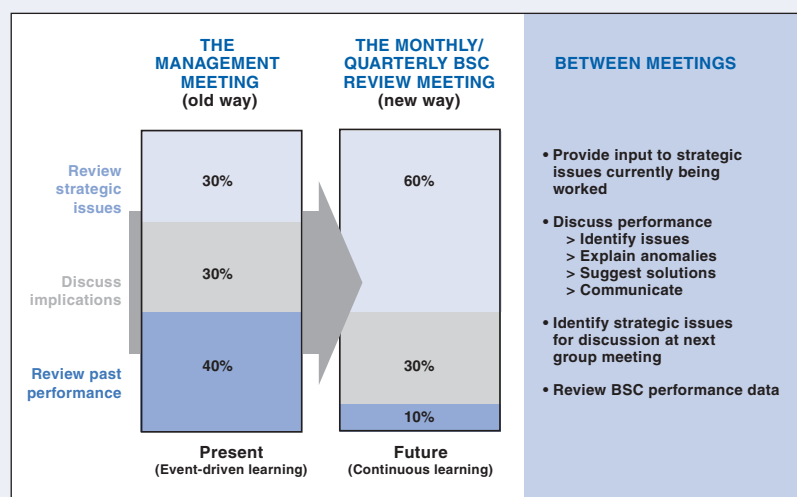 THE
MANAGEMENT
MEETING
(old way)
THE MONTHLY/
QUARTERLY BSC
REVIEW MEETING
(new way)
BETWEEN MEETINGS
Review
strategic
issues
Discuss
implications
Review past
performance
30%
30%
40%
60%
30%
10%
Present
(Event-driven learning)
Future
(Continuous learning)
• Provide input to strategic
issues currently being
worked
• Discuss performance
> Identify issues
> Explain anomalies
> Suggest solutions
> Communicate
• Identify strategic issues
for discussion at next
group meeting
• Review BSC performance data